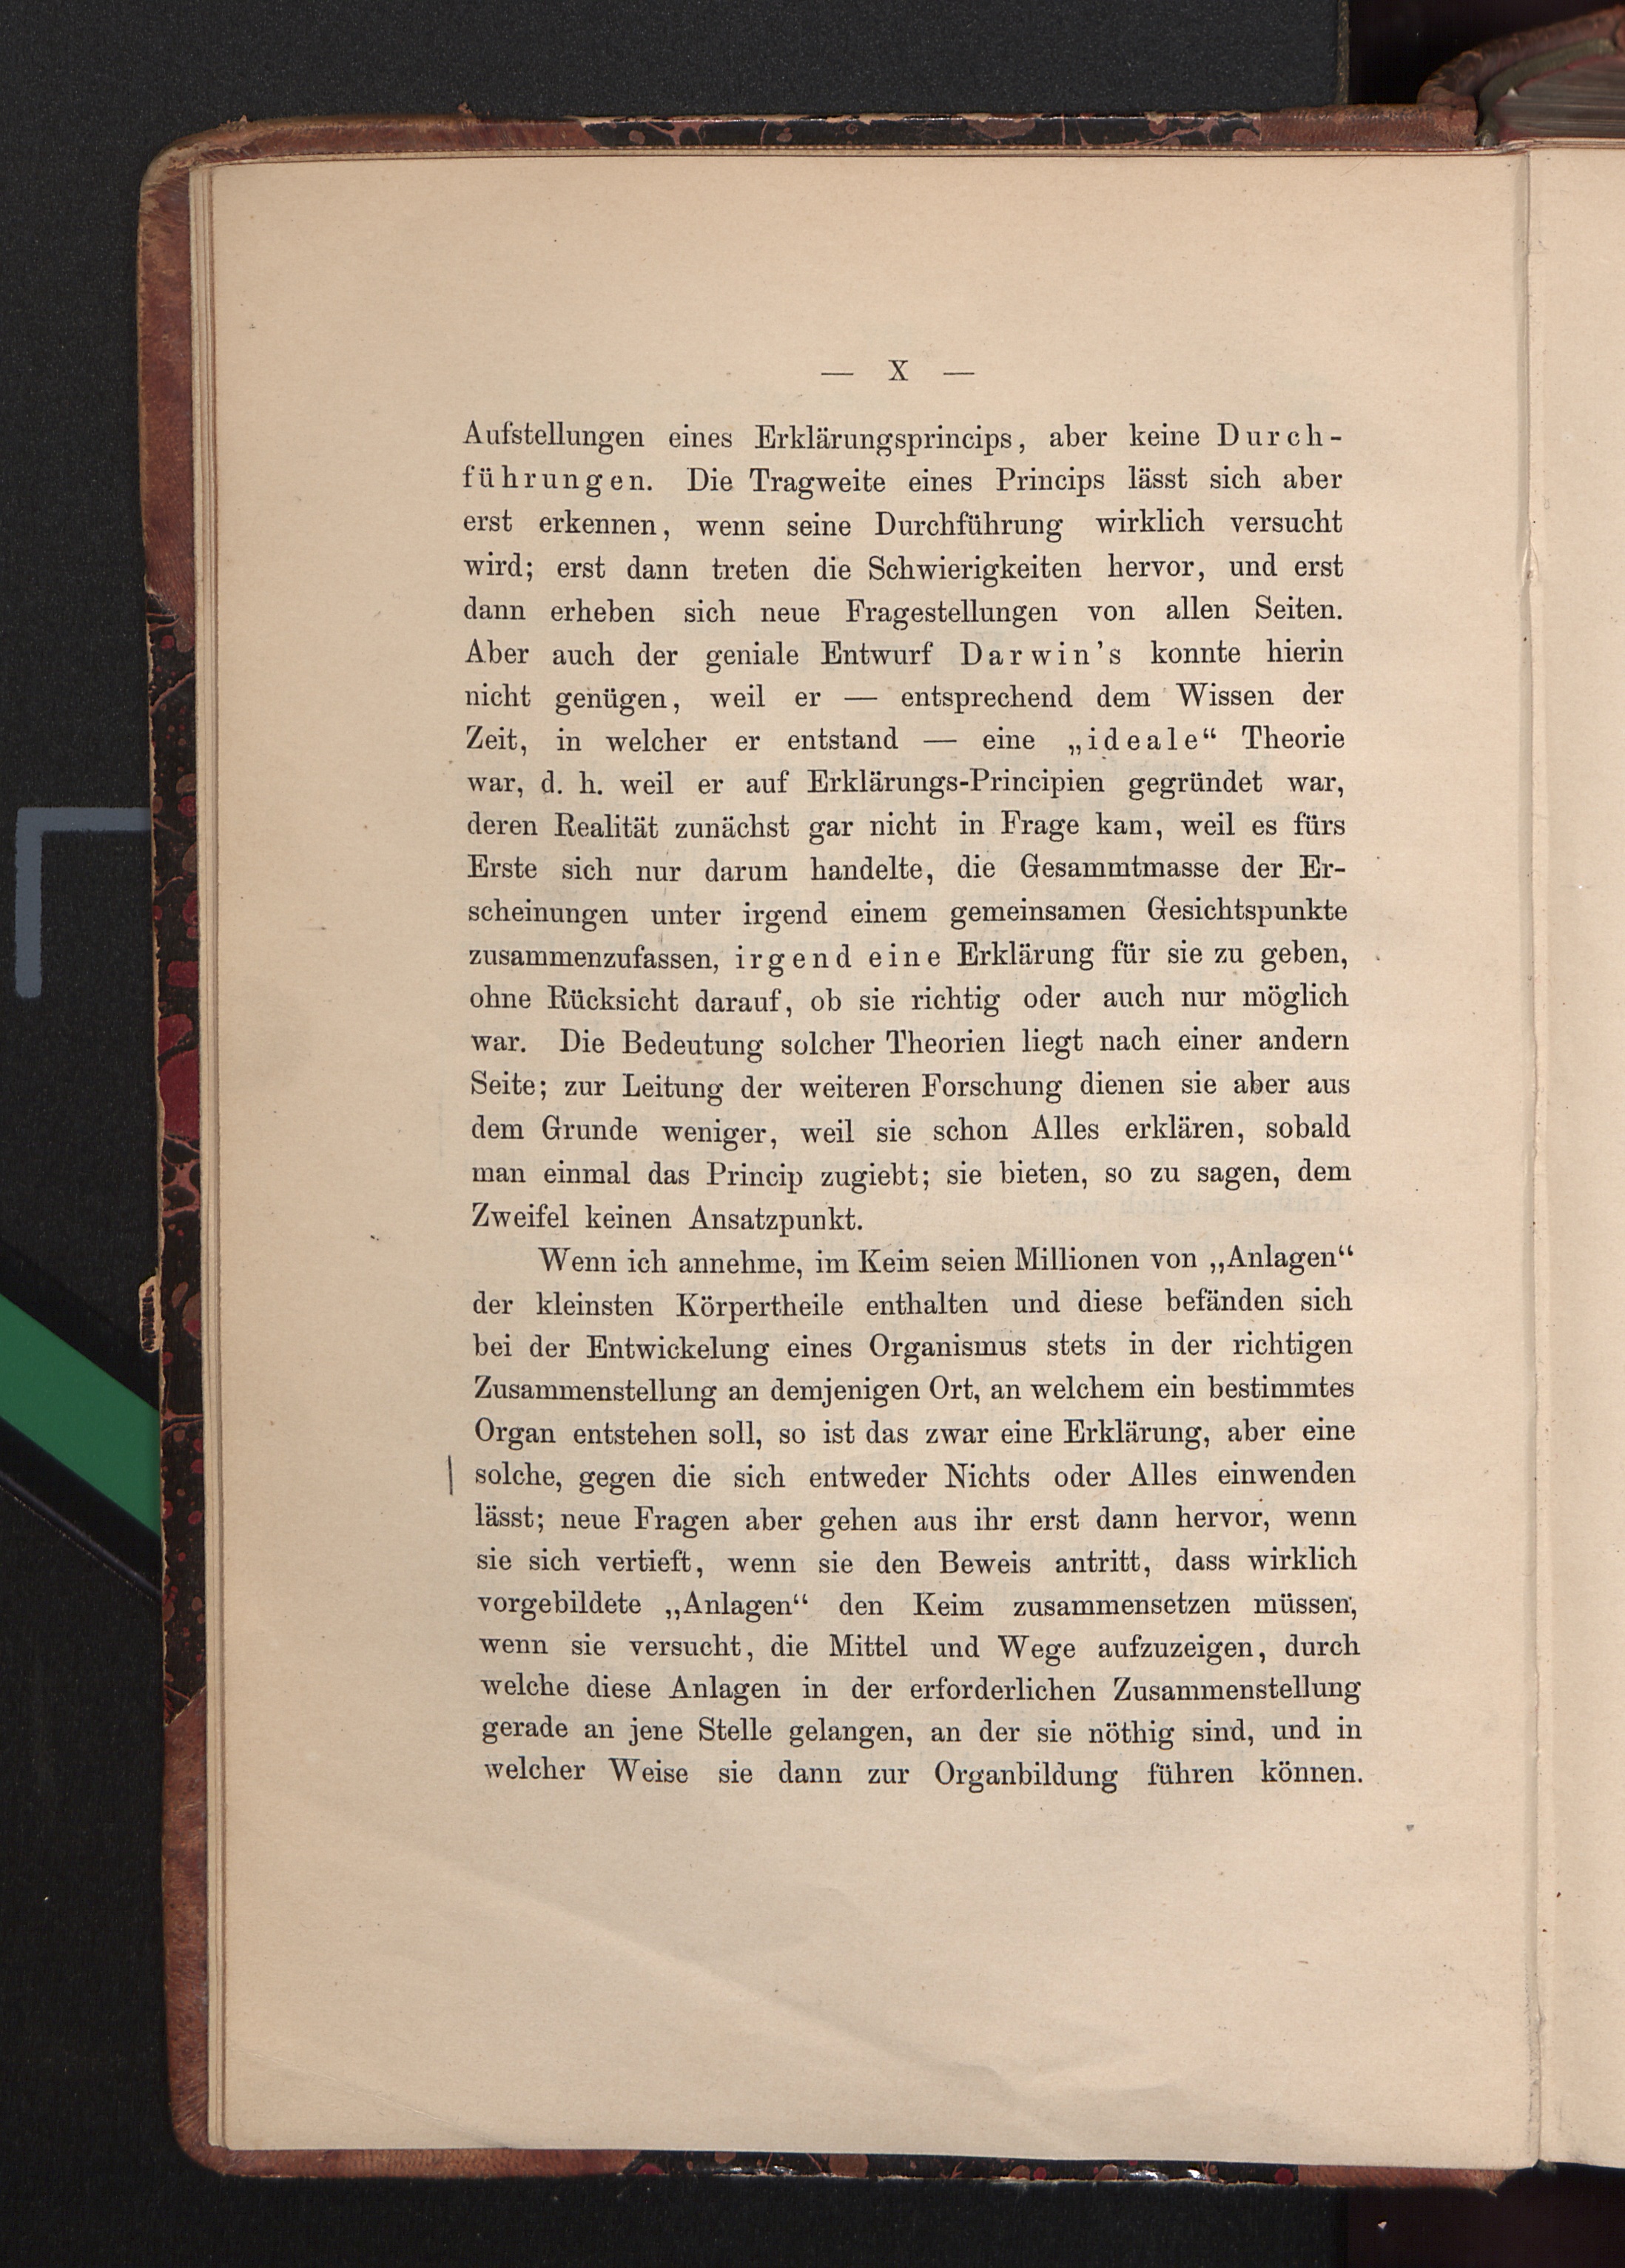 — X —
Aufstellungen eines Erklärungsprincips, aber keine Durch-
führungen. Die Tragweite eines Princips lässt sich aber
erst erkennen, wenn seine Durchführung wirklich versucht
wird; erst dann treten die Schwierigkeiten hervor, und erst
dann erheben sich neue Fragestellungen von allen Seiten.
Aber auch der geniale Entwurf Darwin's konnte hierin
nicht genügen, weil er — entsprechend dem Wissen der
Zeit, in welcher er entstand — eine „ideale“ Theorie
war, d. h. weil er auf Erklärungs-Principien gegründet war,
deren Realität zunächst gar nicht in Frage kam, weil es fürs
Erste sich nur darum handelte, die Gesammtmasse der Er-
scheinungen unter irgend einem gemeinsamen Gesichtspunkte
zusammenzufassen, irgend eine Erklärung für sie zu geben,
ohne Rücksicht darauf, ob sie richtig oder auch nur möglich
war. Die Bedeutung solcher Theorien liegt nach einer andern
Seite; zur Leitung der weiteren Forschung dienen sie aber aus
dem Grunde weniger, weil sie schon Alles erklären, sobald
man einmal das Princip zugiebt; sie bieten, so zu sagen, dem
Zweifel keinen Ansatzpunkt.
Wenn ich annehme, im Keim seien Millionen von „Anlagen“
der kleinsten Körpertheile enthalten und diese befänden sich
bei der Entwickelung eines Organismus stets in der richtigen
Zusammenstellung an demjenigen Ort, an welchem ein bestimmtes
Organ entstehen soll, so ist das zwar eine Erklärung, aber eine
solche, gegen die sich entweder Nichts oder Alles einwenden
lässt; neue Fragen aber gehen aus ihr erst dann hervor, wenn
sie sich vertieft, wenn sie den Beweis antritt, dass wirklich
vorgebildete „Anlagen“ den Keim zusammensetzen müssen,
wenn sie versucht, die Mittel und Wege aufzuzeigen, durch
welche diese Anlagen in der erforderlichen Zusammenstellung
gerade an jene Stelle gelangen, an der sie nöthig sind, und in
welcher Weise sie dann zur Organbildung führen können.